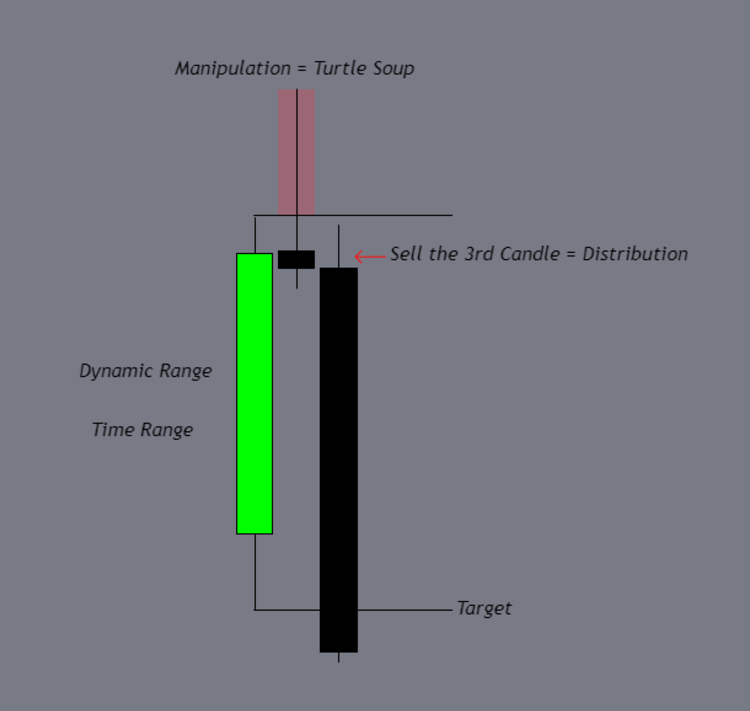 Manipulation = Turtle Soup
Sell the 3rd Candle = Distribution
Dynamic Range
Time Range
Target